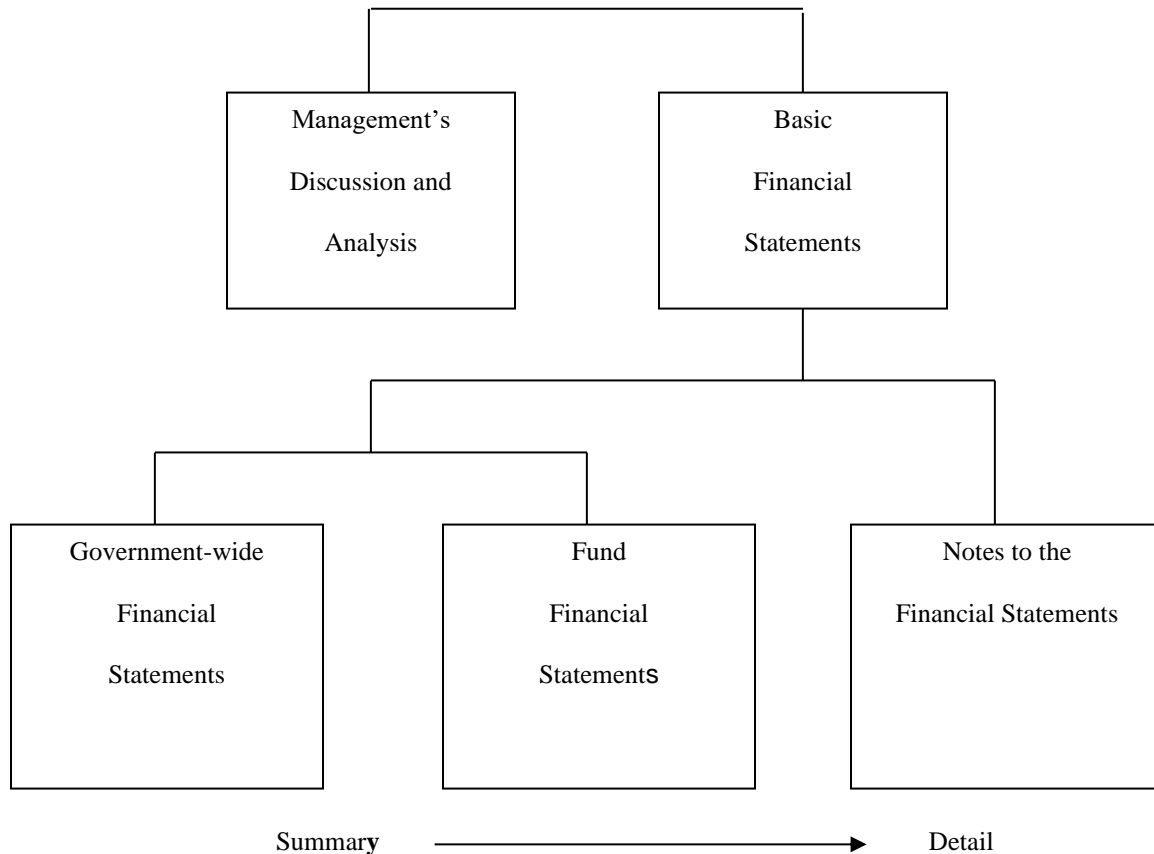 Management’s
Discussion and
Analysis
Basic
Financial
Statements
Government-wide
Financial
Statements
Fund
Financial
Statements
Notes to the
Financial Statements
Summary
Detail